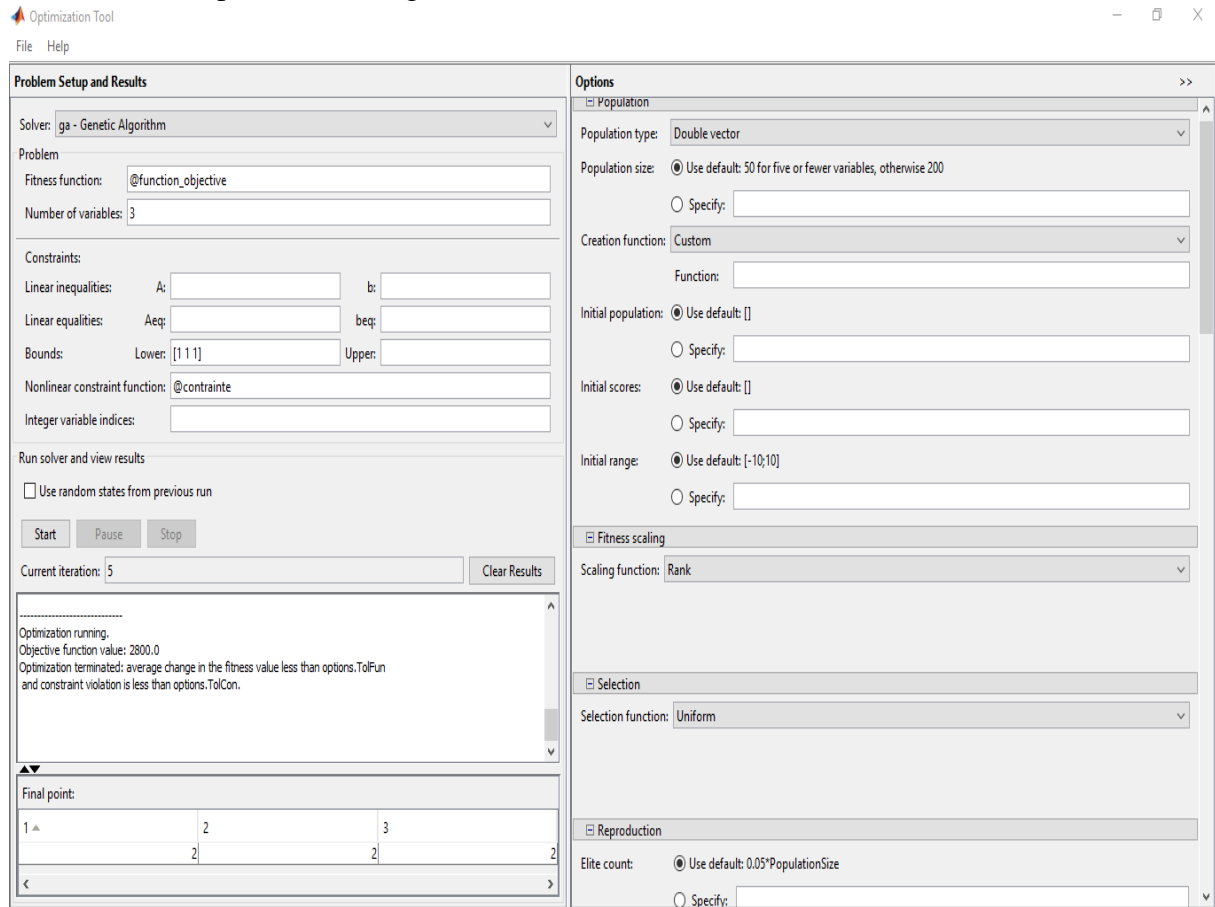 Optimization Tool
File Help
Problem Setup and Results
Solver: ga - Genetic Algorithm
Problem
Fitness function: @function_objective
Number of variables: 3
Constraints:
Linear inequalities: A: b:
Linear equalities: Aeq: beq:
Bounds: Lower: [1 1 1] Upper:
Nonlinear constraint function: @contrainte
Integer variable indices:
Run solver and view results
Use random states from previous run
Start Pause Stop
Current iteration: 5 Clear Results
------------------------------
Optimization running.
Objective function value: 2800.0
Optimization terminated: average change in the fitness value less than options.TolFun
and constraint violation is less than options.TolCon.
Final point:
1 2 3
2 2 2
Options >>
Population
Population type: Double vector
Population size: Use default: 50 for five or fewer variables, otherwise 200
Specify:
Creation function: Custom
Function:
Initial population: Use default: []
Specify:
Initial scores: Use default: []
Specify:
Initial range: Use default: [-10;10]
Specify:
Fitness scaling
Scaling function: Rank
Selection
Selection function: Uniform
Reproduction
Elite count: Use default: 0.05*PopulationSize
Specify: